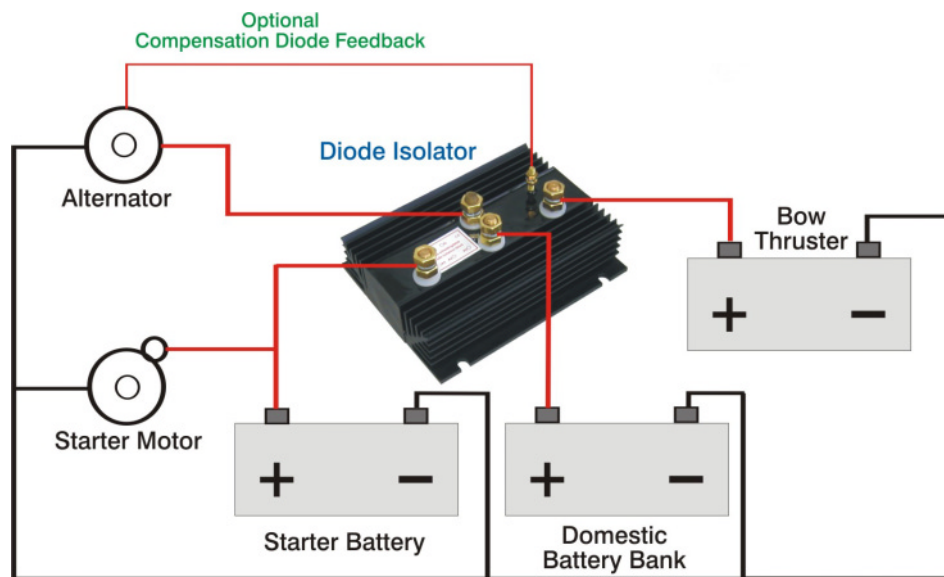 Optional
Compensation Diode Feedback
Diode Isolator
Alternator
Bow
Thruster
+ −
Starter Motor
+ −
+ −
Starter Battery
Domestic
Battery Bank